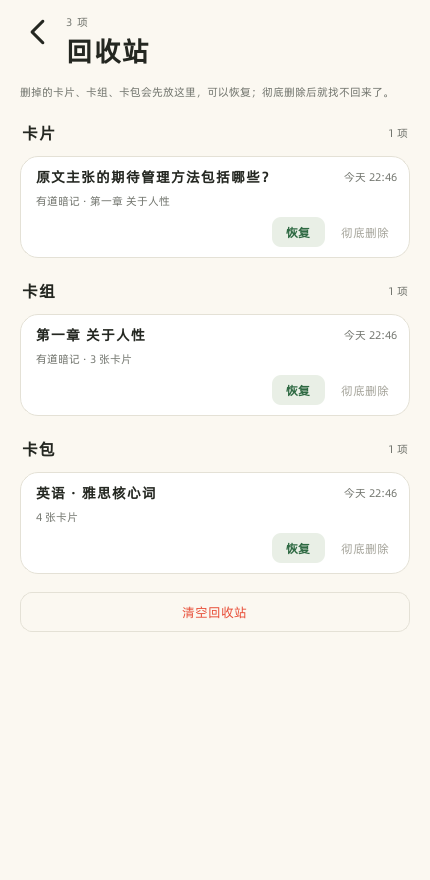 3 项
回收站
删掉的卡片、卡组、卡包会先放这里，可以恢复；彻底删除后就找不回来了。
卡片
1 项
原文主张的期待管理方法包括哪些？
今天 22:46
有道暗记 · 第一章 关于人性
恢复
彻底删除
卡组
1 项
第一章 关于人性
今天 22:46
有道暗记 · 3 张卡片
恢复
彻底删除
卡包
1 项
英语 · 雅思核心词
今天 22:46
4 张卡片
恢复
彻底删除
清空回收站